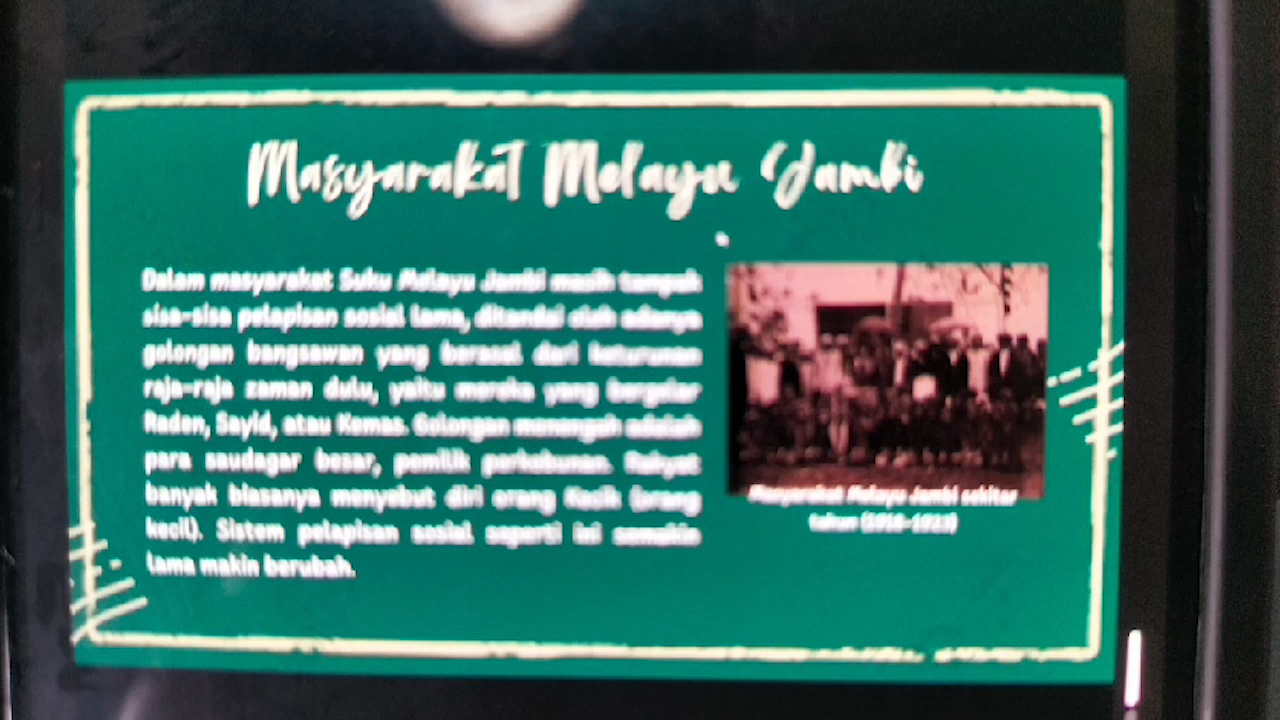 Masyarakat Melayu Jambi
Dalam masyarakat Suku Melayu Jambi masih tampak
sisa-sisa pelapisan sosial lama, ditandai oleh adanya
golongan bangsawan yang berasal dari keturunan
raja-raja zaman dulu, yaitu mereka yang bergelar
Raden, Sayid, atau Kemas. Golongan menengah adalah
para saudagar besar, pemilik perkebunan. Rakyat
banyak biasanya menyebut diri orang Kecik (orang
kecil). Sistem pelapisan sosial seperti ini semakin
lama makin berubah.
Masyarakat Melayu Jambi sekitar
tahun